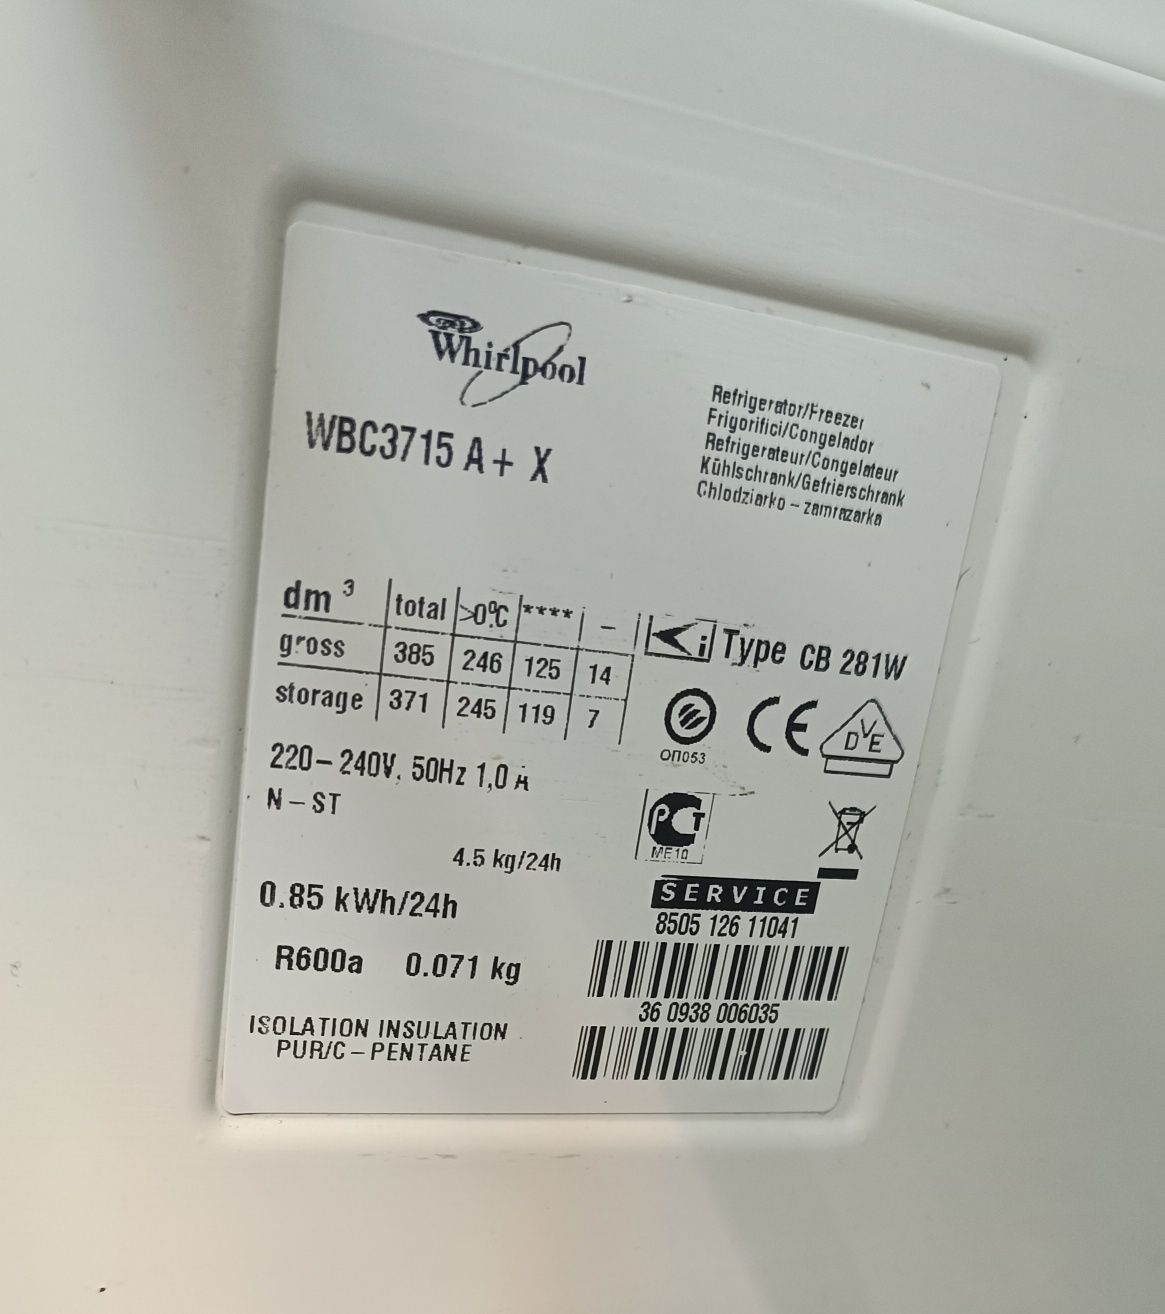 Whirlpool
WBC3715 A+ X
Refrigerator/Freezer
Frigorifici/Congelador
Refrigerateur/Congelateur
Kühlschrank/Gefrierschrank
Chlodziarko – zamrazarka
dm³ total >0°C **** –
gross 385 246 125 14
storage 371 245 119 7
i Type CB 281W
ОП053
CE
DVE
220–240V, 50Hz 1,0 A
N–ST
РСТ
ME10
4.5 kg/24h
0.85 kWh/24h
SERVICE
8505 126 11041
R600a 0.071 kg
36 0938 006035
ISOLATION INSULATION
PUR/C–PENTANE